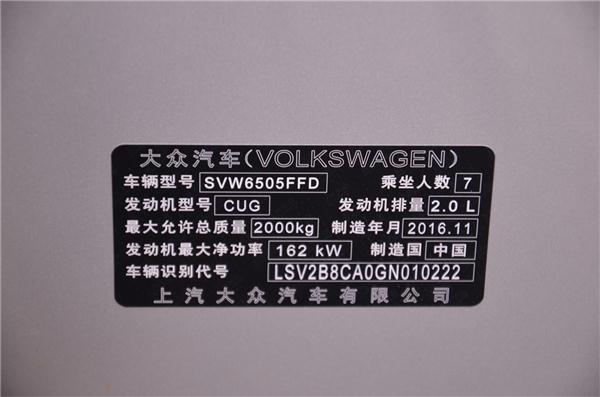 大众汽车(VOLKSWAGEN)
车辆型号 SVW6505FFD 乘坐人数 7
发动机型号 CUG 发动机排量 2.0 L
最大允许总质量 2000kg 制造年月 2016.11
发动机最大净功率 162 kW 制造国 中国
车辆识别代号 LSV2B8CA0GN010222
上汽大众汽车有限公司